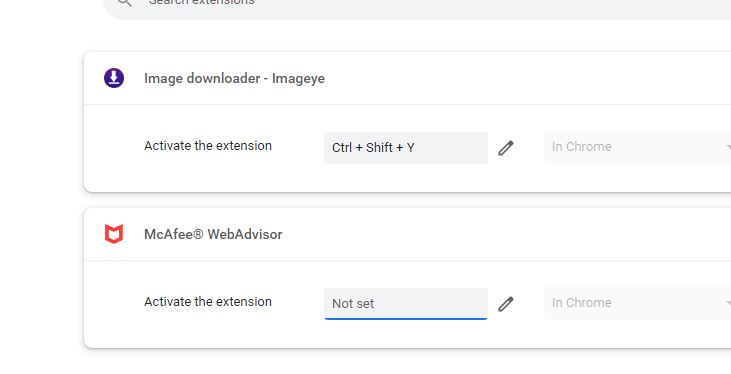 Search extensions
Image downloader - Imageye
Activate the extension
Ctrl + Shift + Y
In Chrome
McAfee® WebAdvisor
Activate the extension
Not set
In Chrome